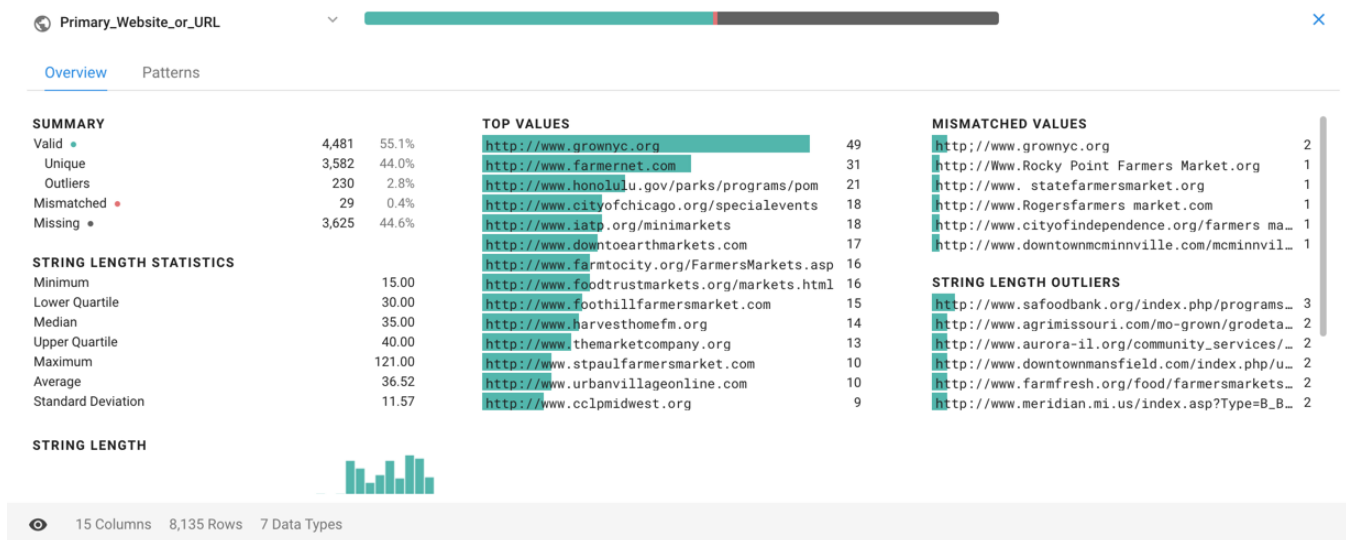 Primary_Website_or_URL
Overview Patterns
SUMMARY
Valid 4,481 55.1%
Unique 3,582 44.0%
Outliers 230 2.8%
Mismatched 29 0.4%
Missing 3,625 44.6%
STRING LENGTH STATISTICS
Minimum 15.00
Lower Quartile 30.00
Median 35.00
Upper Quartile 40.00
Maximum 121.00
Average 36.52
Standard Deviation 11.57
STRING LENGTH
TOP VALUES
http://www.grownyc.org 49
http://www.farmernet.com 31
http://www.honolulu.gov/parks/programs/pom 21
http://www.cityofchicago.org/specialevents 18
http://www.iatp.org/minimarkets 18
http://www.downtoearthmarkets.com 17
http://www.farmtocity.org/FarmersMarkets.asp 16
http://www.foodtrustmarkets.org/markets.html 16
http://www.foothillfarmersmarket.com 15
http://www.harvesthomefm.org 14
http://www.themarketcompany.org 13
http://www.stpaulfarmersmarket.com 10
http://www.urbanvillageonline.com 10
http://www.cclpmidwest.org 9
MISMATCHED VALUES
http;//www.grownyc.org 2
http://Www.Rocky Point Farmers Market.org 1
http://www. statefarmersmarket.org 1
http://www.Rogersfarmers market.com 1
http://www.cityofindependence.org/farmers ma… 1
http://www.downtownmcminnville.com/mcminnvil… 1
STRING LENGTH OUTLIERS
http://www.safoodbank.org/index.php/programs… 3
http://www.agrimissouri.com/mo-grown/grodeta… 2
http://www.aurora-il.org/community_services/… 2
http://www.downtownmansfield.com/index.php/u… 2
http://www.farmfresh.org/food/farmersmarkets… 2
http://www.meridian.mi.us/index.asp?Type=B_B… 2
15 Columns 8,135 Rows 7 Data Types